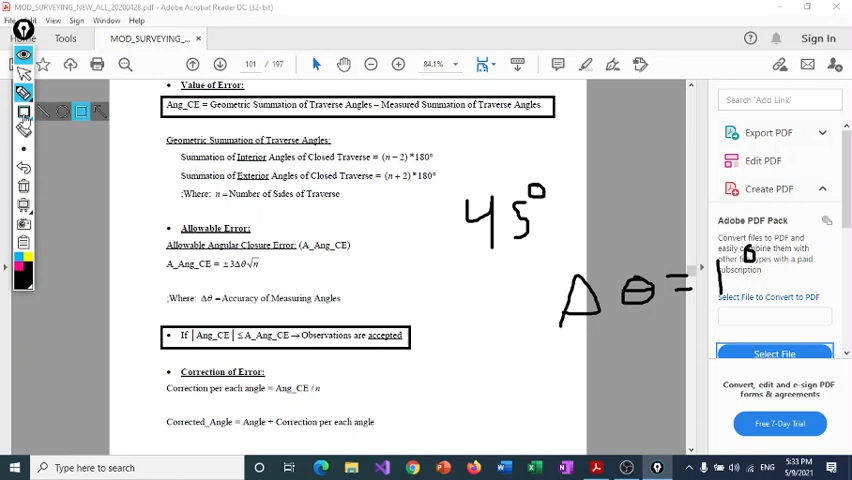 MOD_SURVEYING_NEW_ALL_20200428.pdf - Adobe Acrobat Reader DC (32-bit)
File Edit View Sign Window Help
Home Tools MOD_SURVEYING_... × Sign In
101 / 197 84.1%
• Value of Error:
Ang_CE = Geometric Summation of Traverse Angles – Measured Summation of Traverse Angles
Geometric Summation of Traverse Angles:
Summation of Interior Angles of Closed Traverse = (n − 2) *180°
Summation of Exterior Angles of Closed Traverse = (n + 2) *180°
;Where: n = Number of Sides of Traverse
45°
• Allowable Error:
Allowable Angular Closure Error: (A_Ang_CE)
A_Ang_CE = ± 3Δθ√n
Δθ=1°
;Where: Δθ = Accuracy of Measuring Angles
• If │Ang_CE│ ≤ A_Ang_CE → Observations are accepted
• Correction of Error:
Correction per each angle = Ang_CE / n
Corrected_Angle = Angle + Correction per each angle
Search 'Add Link'
Export PDF
Edit PDF
Create PDF
Adobe PDF Pack
Convert files to PDF and
easily combine them with
other file types with a paid
subscription
Select File to Convert to PDF
Select File
Convert, edit and e-sign PDF
forms & agreements
Free 7-Day Trial
Type here to search
ENG
5:33 PM
5/9/2021